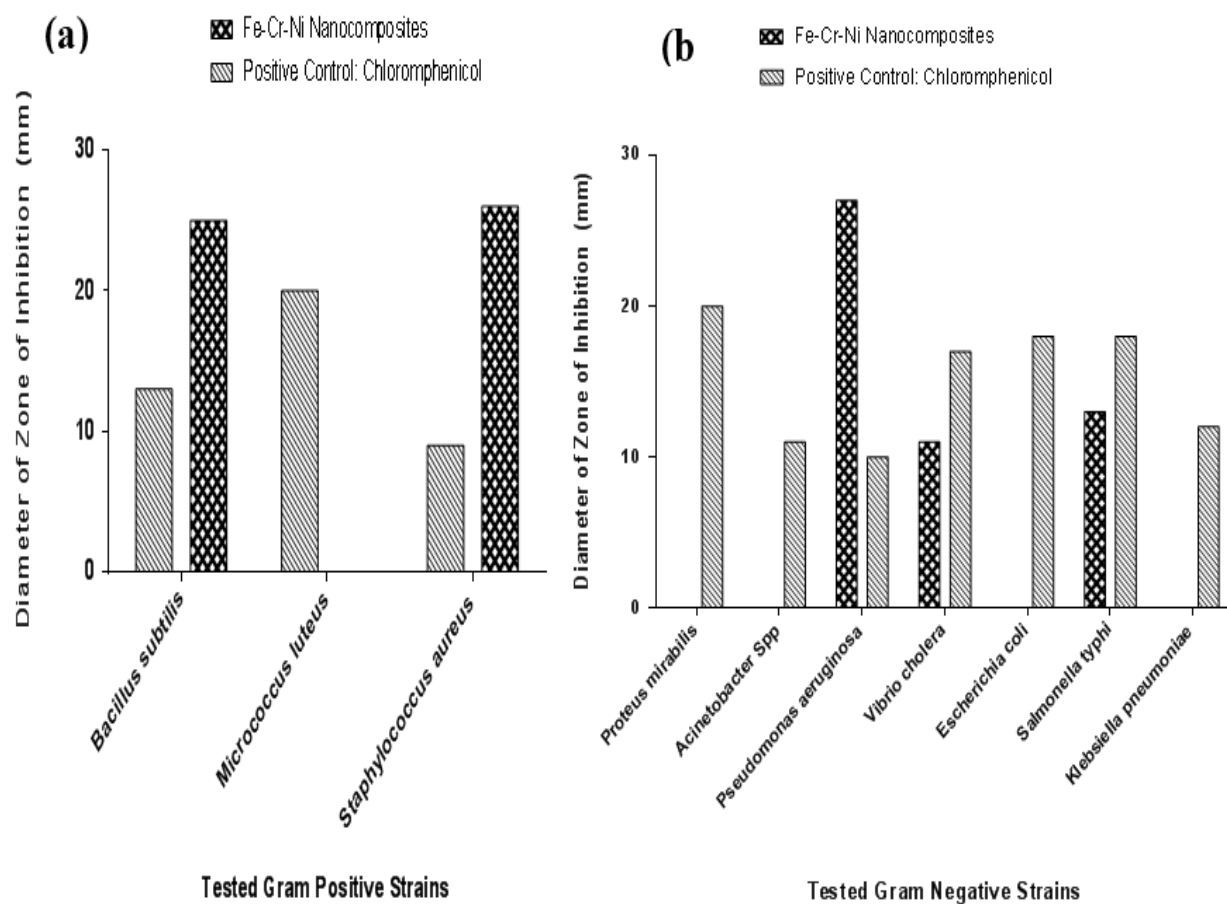 (a)
Fe-Cr-Ni Nanocomposites
Positive Control: Chloromphenicol
Diameter of Zone of Inhibition (mm)
30
20
10
0
Bacillus subtilis
Micrococcus luteus
Staphylococcus aureus
Tested Gram Positive Strains
(b)
Fe-Cr-Ni Nanocomposites
Positive Control: Chloromphenicol
Diameter of Zone of Inhibition (mm)
30
20
10
0
Proteus mirabilis
Acinetobacter Spp
Pseudomonas aeruginosa
Vibrio cholera
Escherichia coli
Salmonella typhi
Klebsiella pneumoniae
Tested Gram Negative Strains